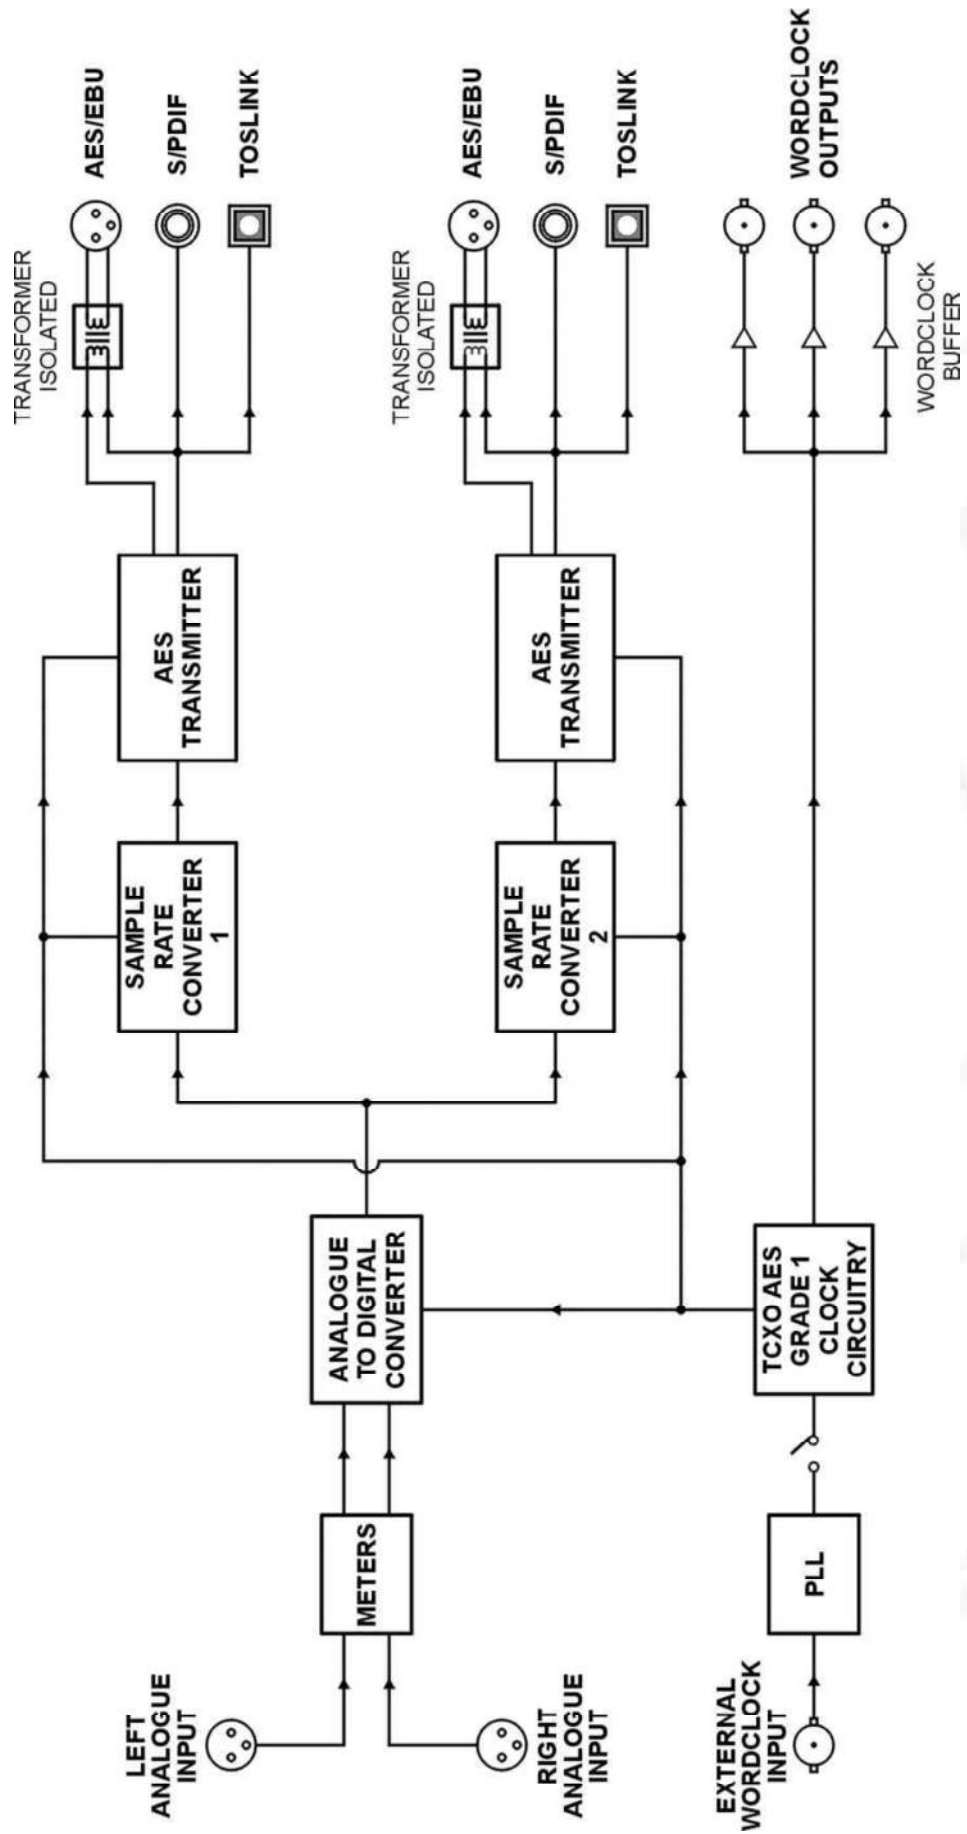 LEFT
ANALOGUE
INPUT
RIGHT
ANALOGUE
INPUT
EXTERNAL
WORDCLOCK
INPUT
METERS
PLL
ANALOGUE
TO DIGITAL
CONVERTER
TCXO AES
GRADE 1
CLOCK
CIRCUITRY
SAMPLE
RATE
CONVERTER
1
SAMPLE
RATE
CONVERTER
2
AES
TRANSMITTER
AES
TRANSMITTER
TRANSFORMER
ISOLATED
AES/EBU
S/PDIF
TOSLINK
TRANSFORMER
ISOLATED
AES/EBU
S/PDIF
TOSLINK
WORDCLOCK
OUTPUTS
WORDCLOCK
BUFFER